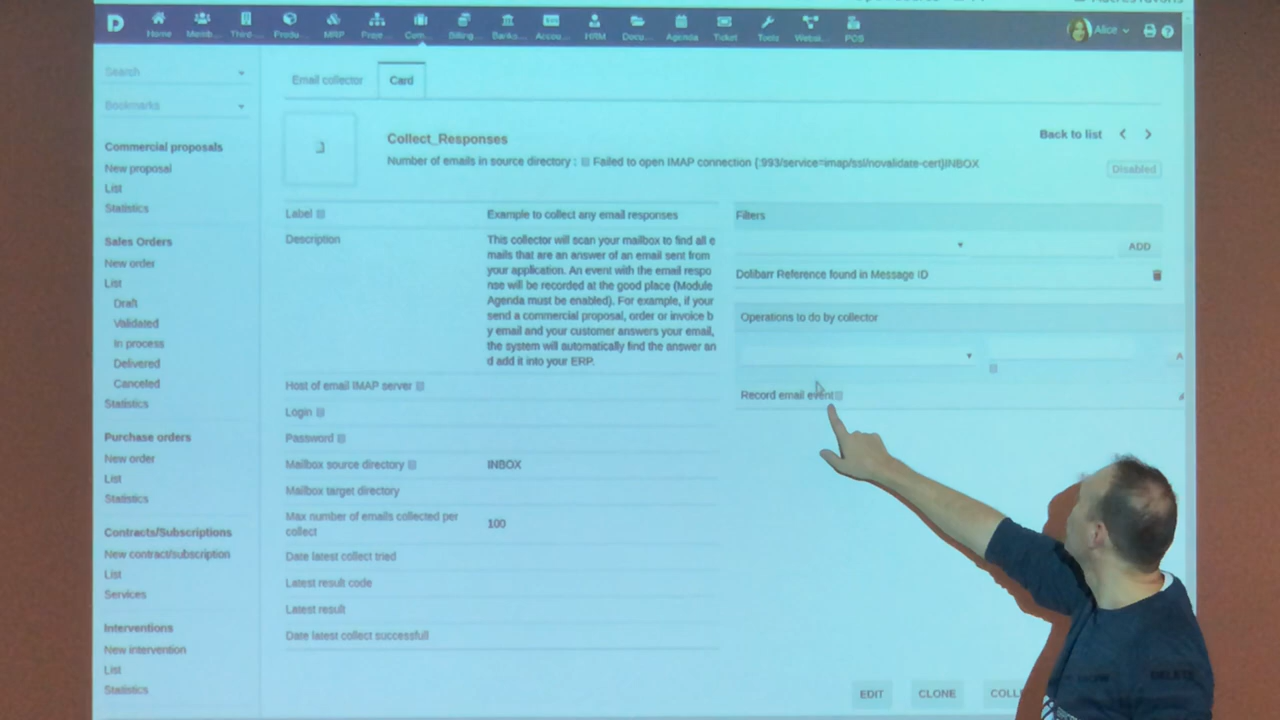 Home
Memb...
Third-...
Produ...
MRP
Proje...
Com...
Billing...
Banks...
Accou...
HRM
Docu...
Agenda
Ticket
Tools
Websi...
POS
Alice
Search
Bookmarks
Commercial proposals
New proposal
List
Statistics
Sales Orders
New order
List
Draft
Validated
In process
Delivered
Canceled
Statistics
Purchase orders
New order
List
Statistics
Contracts/Subscriptions
New contract/subscription
List
Services
Interventions
New intervention
List
Statistics
Email collector
Card
Collect_Responses
Back to list
Number of emails in source directory : Failed to open IMAP connection {:993/service=imap/ssl/novalidate-cert}INBOX
Disabled
Label Example to collect any email responses
Description
This collector will scan your mailbox to find all e
mails that are an answer of an email sent from
your application. An event with the email respo
nse will be recorded at the good place (Module
Agenda must be enabled). For example, if your
send a commercial proposal, order or invoice b
y email and your customer answers your email,
the system will automatically find the answer an
d add it into your ERP.
Host of email IMAP server
Login
Password
Mailbox source directory INBOX
Mailbox target directory
Max number of emails collected per
collect
100
Date latest collect tried
Latest result code
Latest result
Date latest collect successfull
Filters
ADD
Dolibarr Reference found in Message ID
Operations to do by collector
A
Record email event
EDIT
CLONE
COLL
DELETE